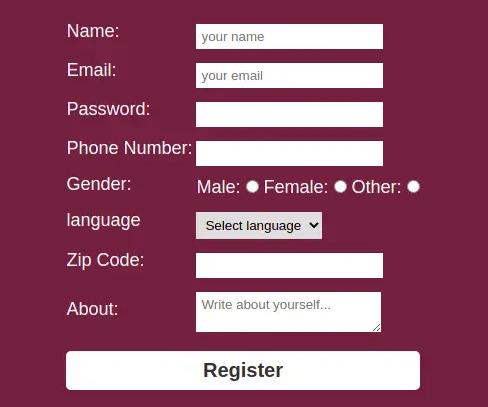 Name: your name
Email: your email
Password:
Phone Number:
Gender: Male: Female: Other:
language Select language
Zip Code:
About: Write about yourself...
Register